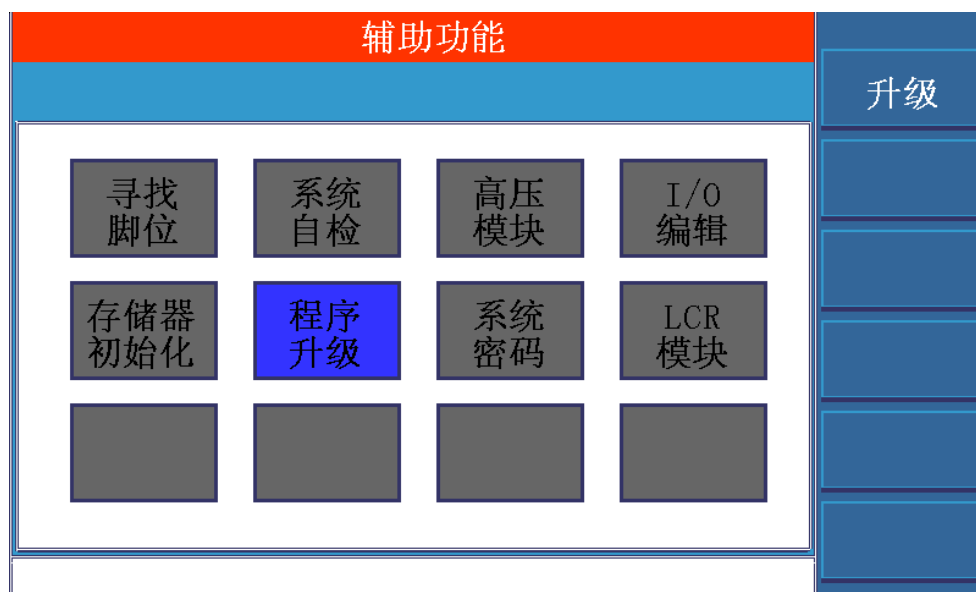 辅助功能
升级
寻找
脚位
系统
自检
高压
模块
I/O
编辑
存储器
初始化
程序
升级
系统
密码
LCR
模块